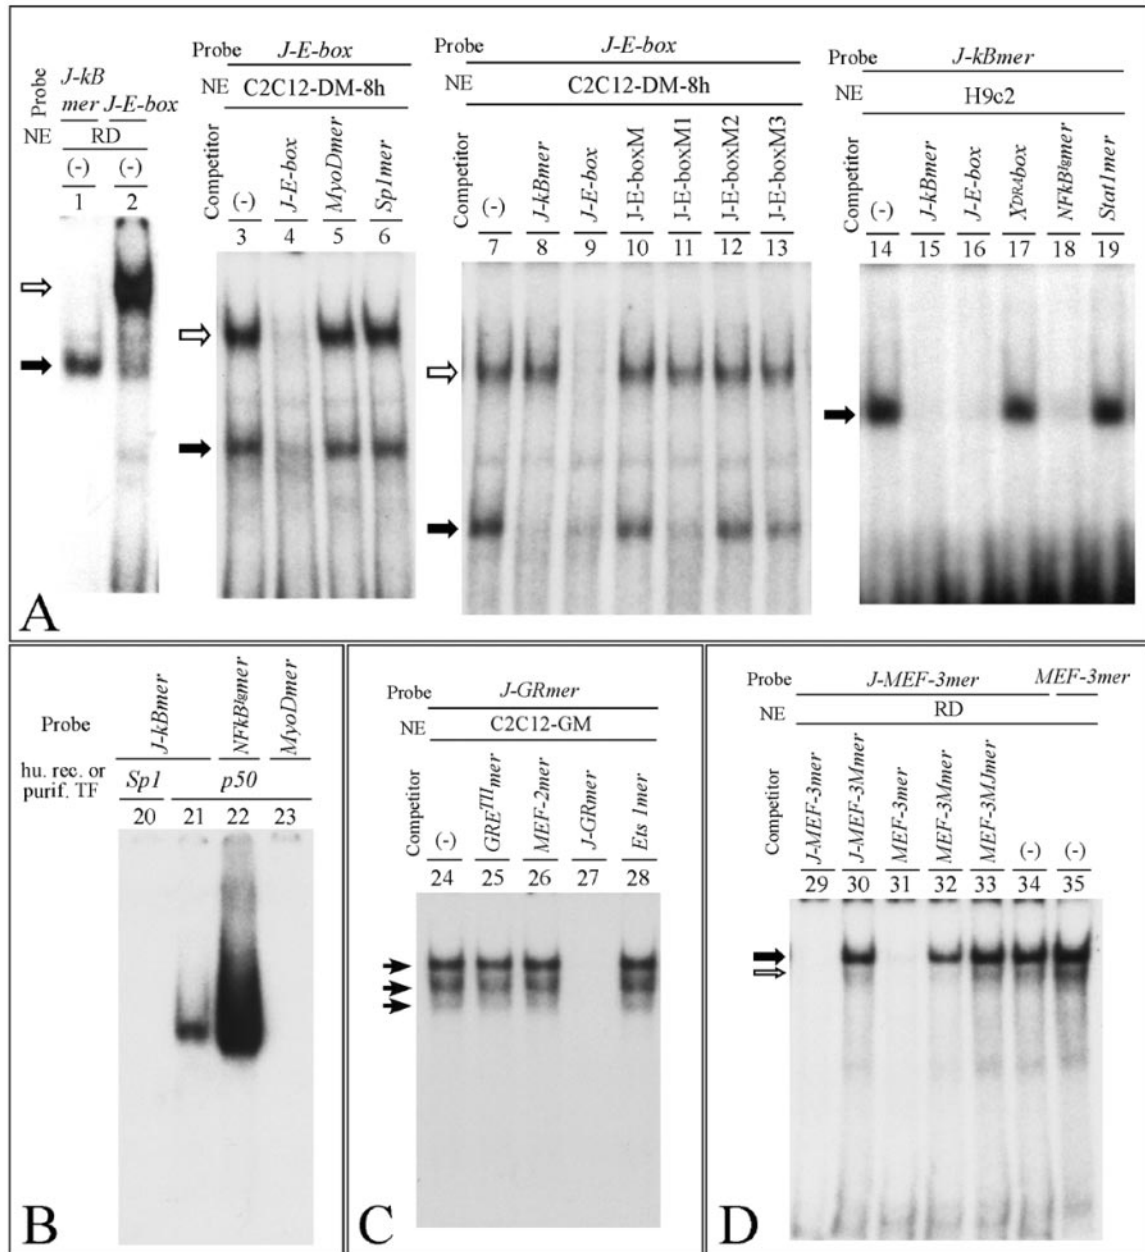 Probe J-kB mer J-E-box
NE RD
(-) (-)
1 2
Probe J-E-box
NE C2C12-DM-8h
Competitor (-) J-E-box MyoDmer Sp1mer
3 4 5 6
Probe J-E-box
NE C2C12-DM-8h
Competitor (-) J-kBmer J-E-box J-E-boxM J-E-boxM1 J-E-boxM2 J-E-boxM3
7 8 9 10 11 12 13
Probe J-kBmer
NE H9c2
Competitor (-) J-kBmer J-E-box XDRAbox NFkBIgmer Stat1mer
14 15 16 17 18 19
A
Probe J-kBmer NFkBIgmer MyoDmer
hu. rec. or
purif. TF Sp1 p50
20 21 22 23
B
Probe J-GRmer
NE C2C12-GM
Competitor (-) GRETIImer MEF-2mer J-GRmer Ets 1mer
24 25 26 27 28
C
Probe J-MEF-3mer MEF-3mer
NE RD
Competitor J-MEF-3mer J-MEF-3Mmer MEF-3mer MEF-3Mmer MEF-3MJmer (-) (-)
29 30 31 32 33 34 35
D